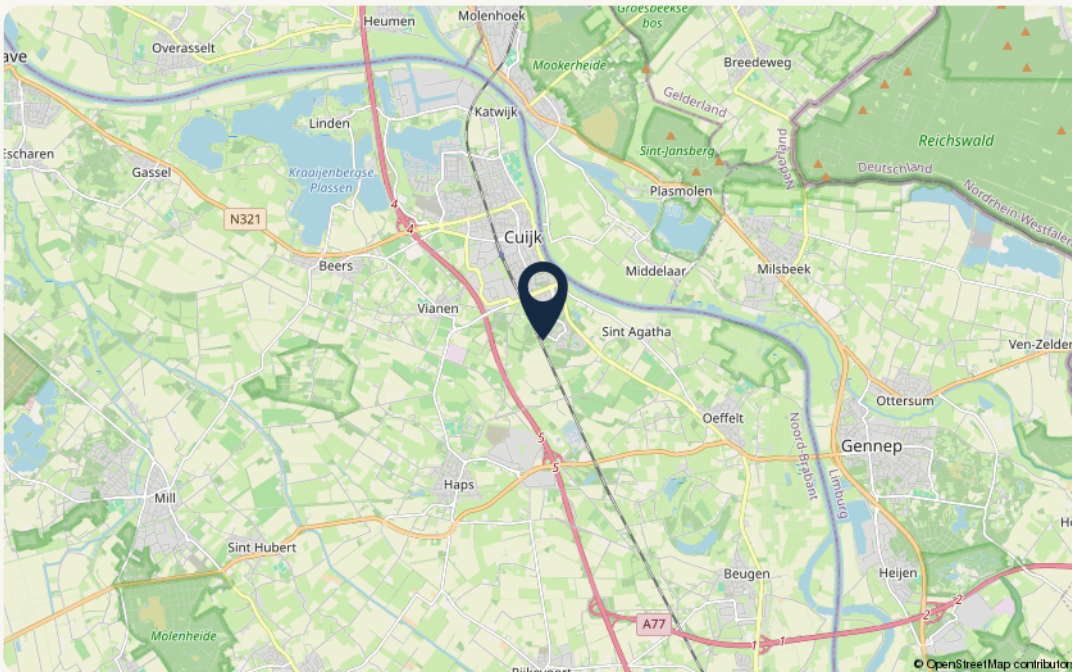 Heumen
Molenhoek
Groesbeekse
bos
Overasselt
ave
Mookerheide
Breedeweg
Gelderland
Katwijk
Linden
Nederland
Reichswald
Escharen
Gassel
Kraaijenbergse
Plassen
Sint-Jansberg
Deutschland
Plasmolen
Nordrhein-Westfalen
4
N321
4
Cuijk
Beers
Middelaar
Milsbeek
Vianen
Sint Agatha
Ven-Zelder
Ottersum
Oeffelt
Noord-Brabant
Limburg
Gennep
5
5
Haps
Mill
Sint Hubert
Beugen
Heijen
2
2
A77
1
1
Molenheide
© OpenStreetMap contributors